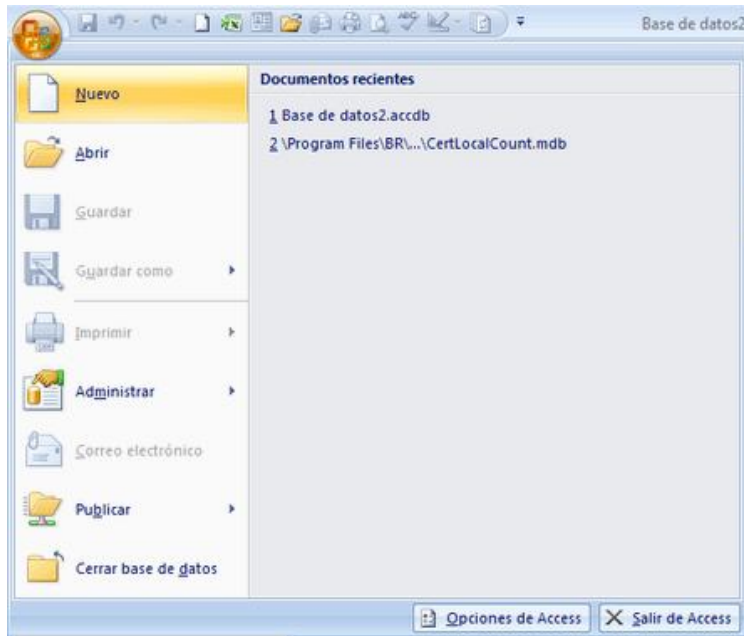 Base de datos2
Nuevo
Abrir
Guardar
Guardar como
Imprimir
Administrar
Correo electrónico
Publicar
Cerrar base de datos
Documentos recientes
1 Base de datos2.accdb
2 \Program Files\BR\...\CertLocalCount.mdb
Opciones de Access
Salir de Access